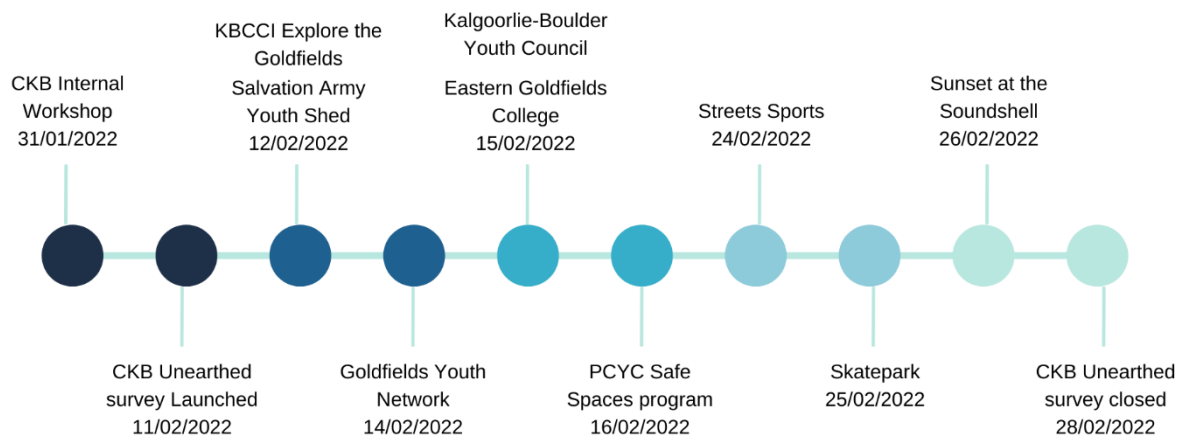 CKB Internal
Workshop
31/01/2022
CKB Unearthed
survey Launched
11/02/2022
KBCCI Explore the
Goldfields
Salvation Army
Youth Shed
12/02/2022
Goldfields Youth
Network
14/02/2022
Kalgoorlie-Boulder
Youth Council
Eastern Goldfields
College
15/02/2022
PCYC Safe
Spaces program
16/02/2022
Streets Sports
24/02/2022
Skatepark
25/02/2022
Sunset at the
Soundshell
26/02/2022
CKB Unearthed
survey closed
28/02/2022